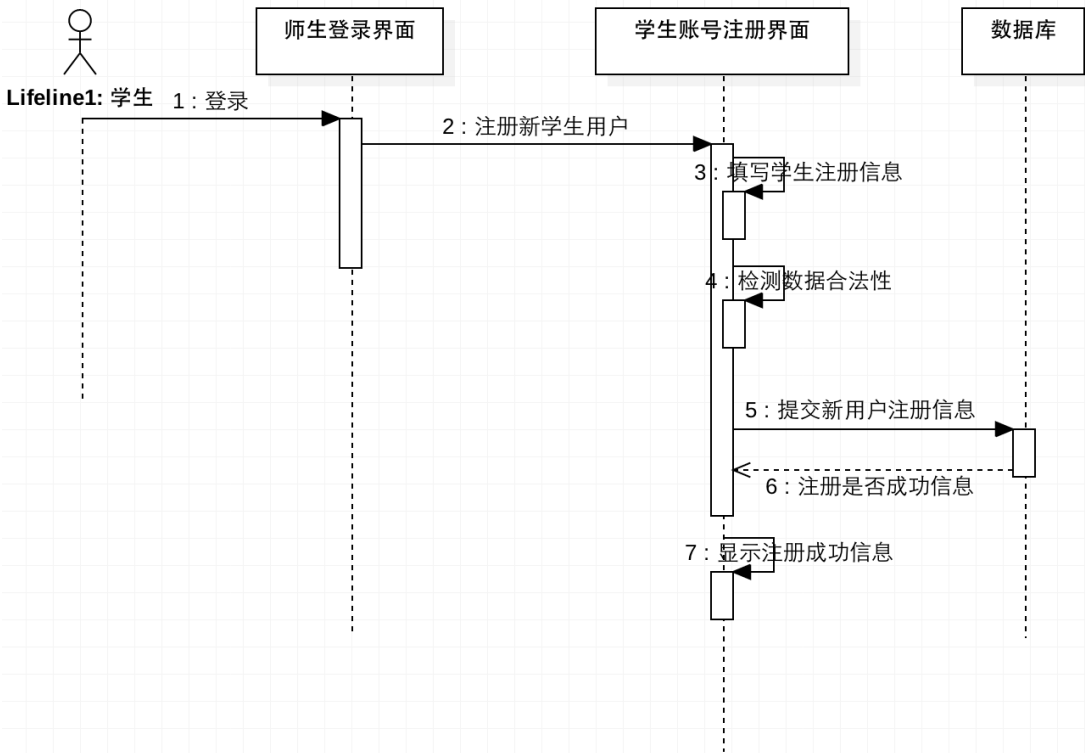 师生登录界面
学生账号注册界面
数据库
Lifeline1: 学生
1 : 登录
2 : 注册新学生用户
3 : 填写学生注册信息
4 : 检测数据合法性
5 : 提交新用户注册信息
6 : 注册是否成功信息
7 : 显示注册成功信息